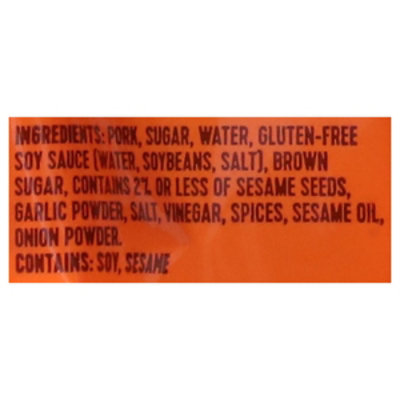 INGREDIENTS: PORK, SUGAR, WATER, GLUTEN-FREE
SOY SAUCE (WATER, SOYBEANS, SALT), BROWN
SUGAR, CONTAINS 2% OR LESS OF SESAME SEEDS,
GARLIC POWDER, SALT, VINEGAR, SPICES, SESAME OIL,
ONION POWDER.
CONTAINS: SOY, SESAME